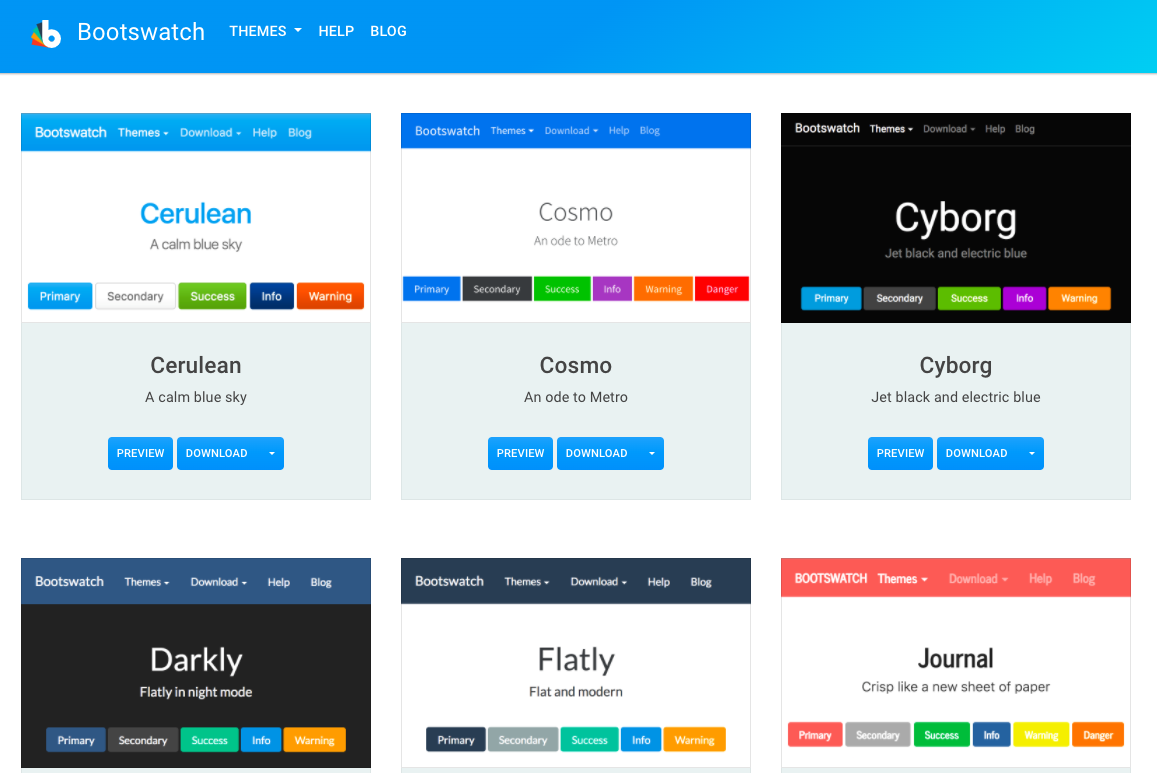 Bootswatch THEMES HELP BLOG
Bootswatch Themes Download Help Blog
Cerulean
A calm blue sky
Primary Secondary Success Info Warning
Cerulean
A calm blue sky
PREVIEW DOWNLOAD
Bootswatch Themes Download Help Blog
Cosmo
An ode to Metro
Primary Secondary Success Info Warning Danger
Cosmo
An ode to Metro
PREVIEW DOWNLOAD
Bootswatch Themes Download Help Blog
Cyborg
Jet black and electric blue
Primary Secondary Success Info Warning
Cyborg
Jet black and electric blue
PREVIEW DOWNLOAD
Bootswatch Themes Download Help Blog
Darkly
Flatly in night mode
Primary Secondary Success Info Warning
Bootswatch Themes Download Help Blog
Flatly
Flat and modern
Primary Secondary Success Info Warning
BOOTSWATCH Themes Download Help Blog
Journal
Crisp like a new sheet of paper
Primary Secondary Success Info Warning Danger